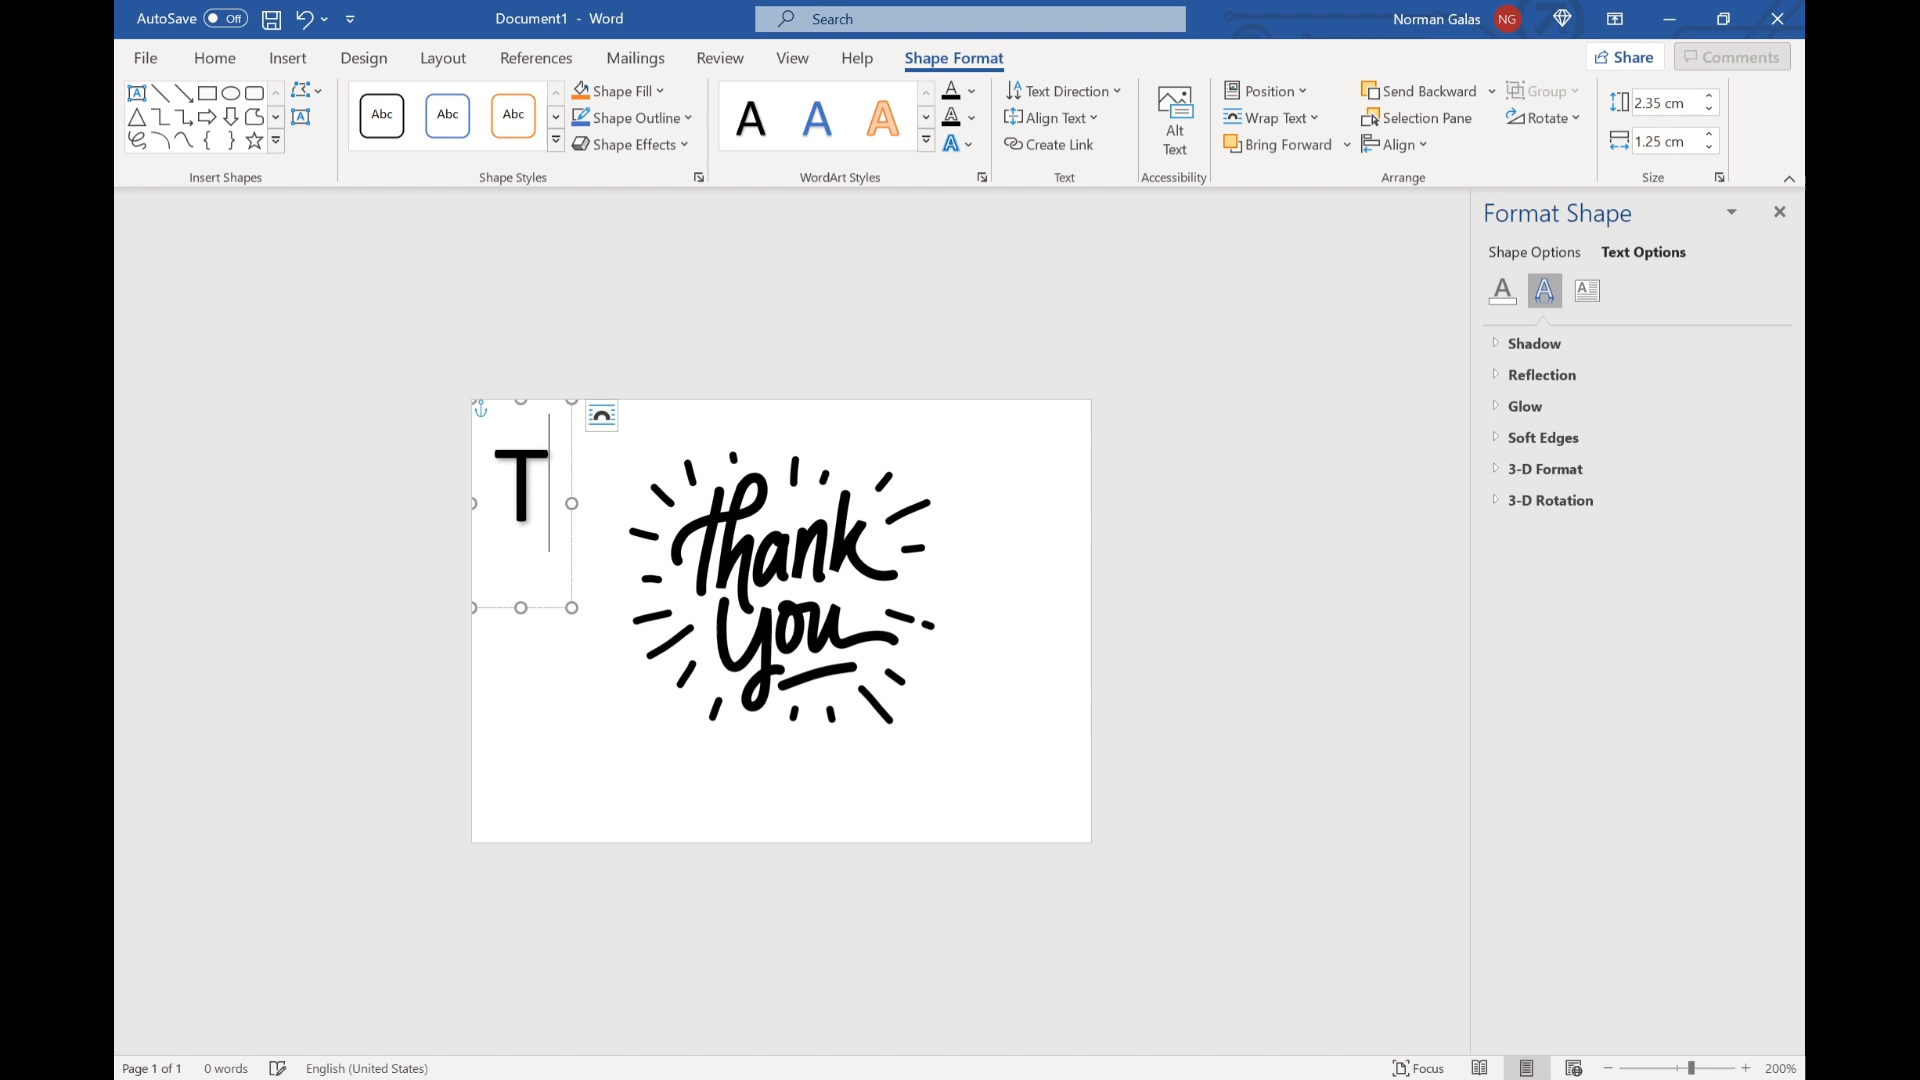 AutoSave Off Document1 - Word Search Norman Galas NG
File Home Insert Design Layout References Mailings Review View Help Shape Format Share Comments
Abc Abc Abc Shape Fill A A A A Text Direction Position Send Backward Group 2.35 cm
Shape Outline A Align Text Wrap Text Selection Pane Rotate
Shape Effects A Create Link Alt Text Bring Forward Align 1.25 cm
Insert Shapes Shape Styles WordArt Styles Text Accessibility Arrange Size
Format Shape
Shape Options Text Options
A A A
Shadow
Reflection
Glow
Soft Edges
3-D Format
3-D Rotation
T
Thank
you
Page 1 of 1 0 words English (United States) Focus 200%